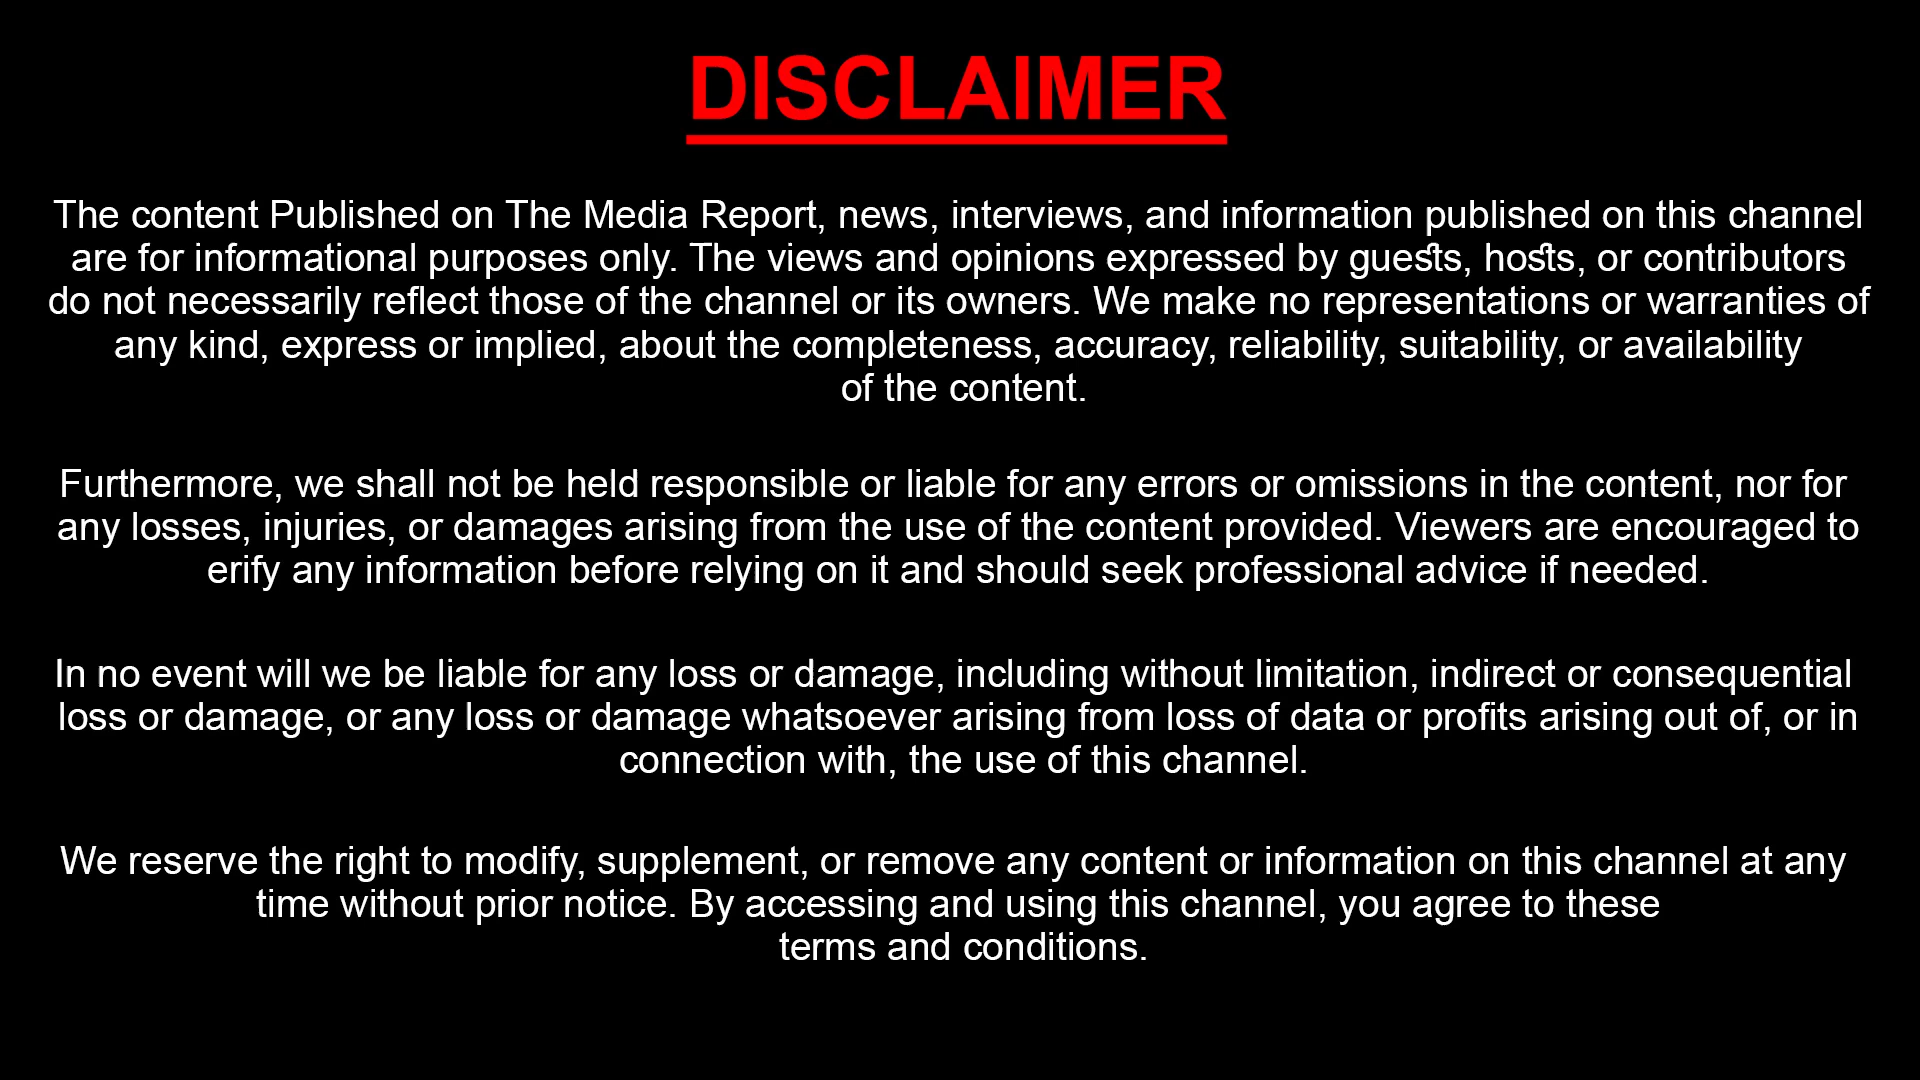 DISCLAIMER
The content Published on The Media Report, news, interviews, and information published on this channel
are for informational purposes only. The views and opinions expressed by guests, hosts, or contributors
do not necessarily reflect those of the channel or its owners. We make no representations or warranties of
any kind, express or implied, about the completeness, accuracy, reliability, suitability, or availability
of the content.
Furthermore, we shall not be held responsible or liable for any errors or omissions in the content, nor for
any losses, injuries, or damages arising from the use of the content provided. Viewers are encouraged to
erify any information before relying on it and should seek professional advice if needed.
In no event will we be liable for any loss or damage, including without limitation, indirect or consequential
loss or damage, or any loss or damage whatsoever arising from loss of data or profits arising out of, or in
connection with, the use of this channel.
We reserve the right to modify, supplement, or remove any content or information on this channel at any
time without prior notice. By accessing and using this channel, you agree to these
terms and conditions.